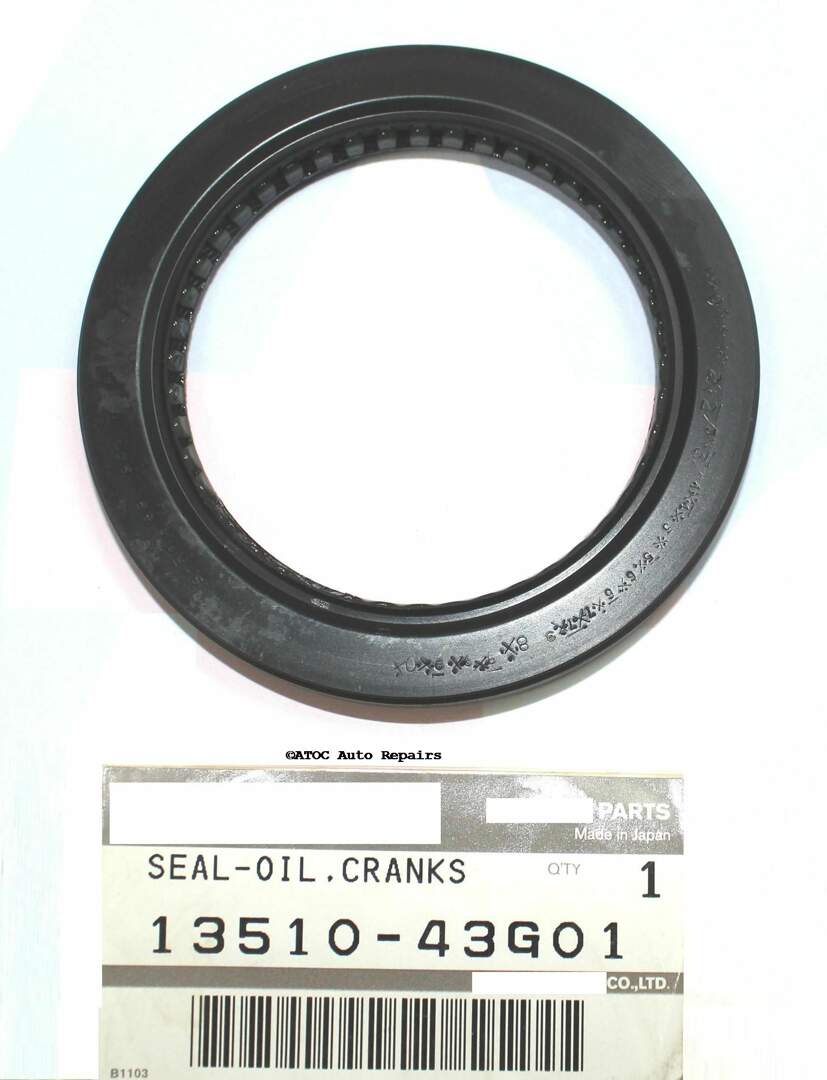 ©ATOC Auto Repairs
PARTS
Made in Japan
SEAL-OIL.CRANKS Q'TY 1
13510-43G01
CO.,LTD.
B1103